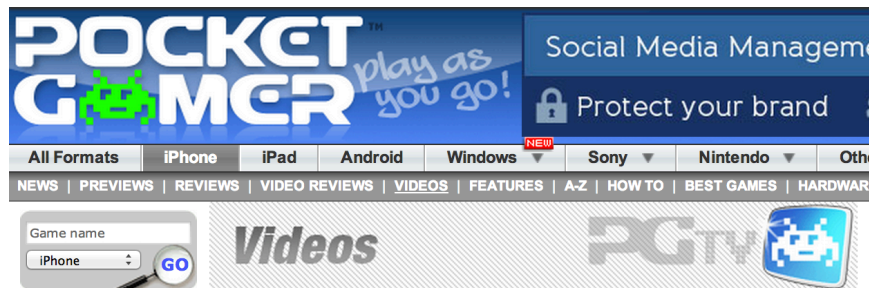 POCKET GAMER™
play as you go!
Social Media Manageme
Protect your brand
NEW
All Formats iPhone iPad Android Windows Sony Nintendo Oth
NEWS | PREVIEWS | REVIEWS | VIDEO REVIEWS | VIDEOS | FEATURES | A-Z | HOW TO | BEST GAMES | HARDWAR
Game name
iPhone GO
Videos
PGTV